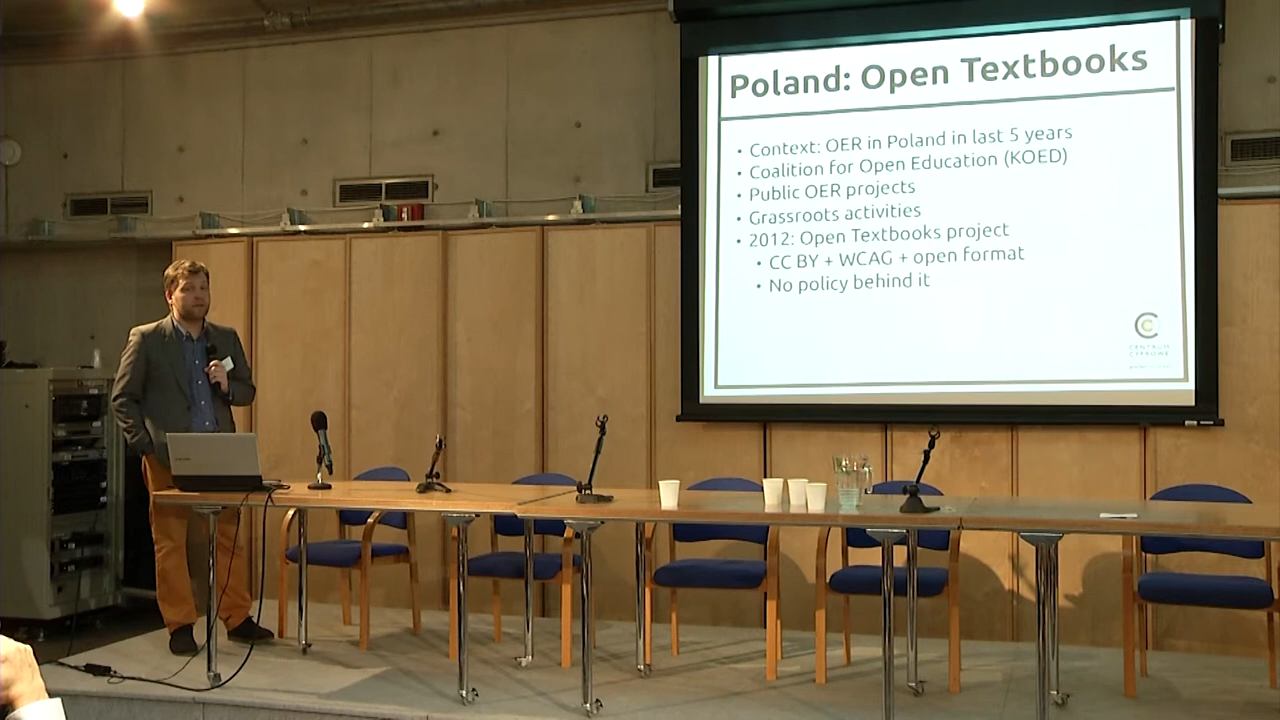 Poland: Open Textbooks
• Context: OER in Poland in last 5 years
• Coalition for Open Education (KOED)
• Public OER projects
• Grassroots activities
• 2012: Open Textbooks project
• CC BY + WCAG + open format
• No policy behind it
CENTRUM
CYFROWE